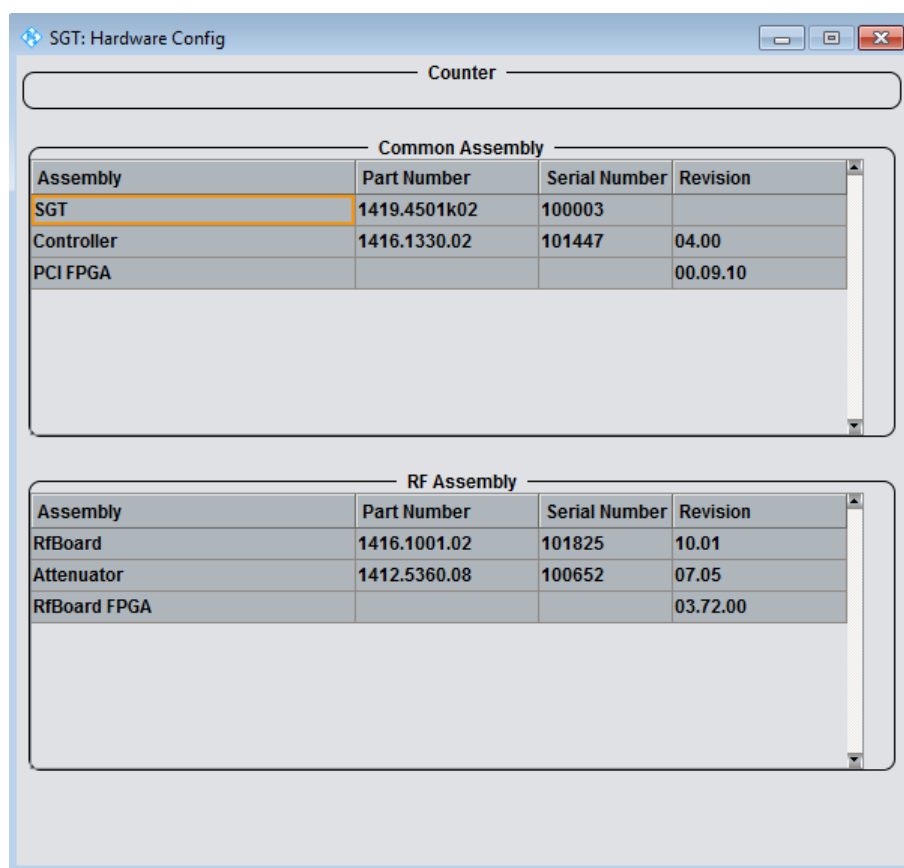 SGT: Hardware Config
Counter
Common Assembly
Assembly Part Number Serial Number Revision
SGT 1419.4501k02 100003
Controller 1416.1330.02 101447 04.00
PCI FPGA 00.09.10
RF Assembly
Assembly Part Number Serial Number Revision
RfBoard 1416.1001.02 101825 10.01
Attenuator 1412.5360.08 100652 07.05
RfBoard FPGA 03.72.00